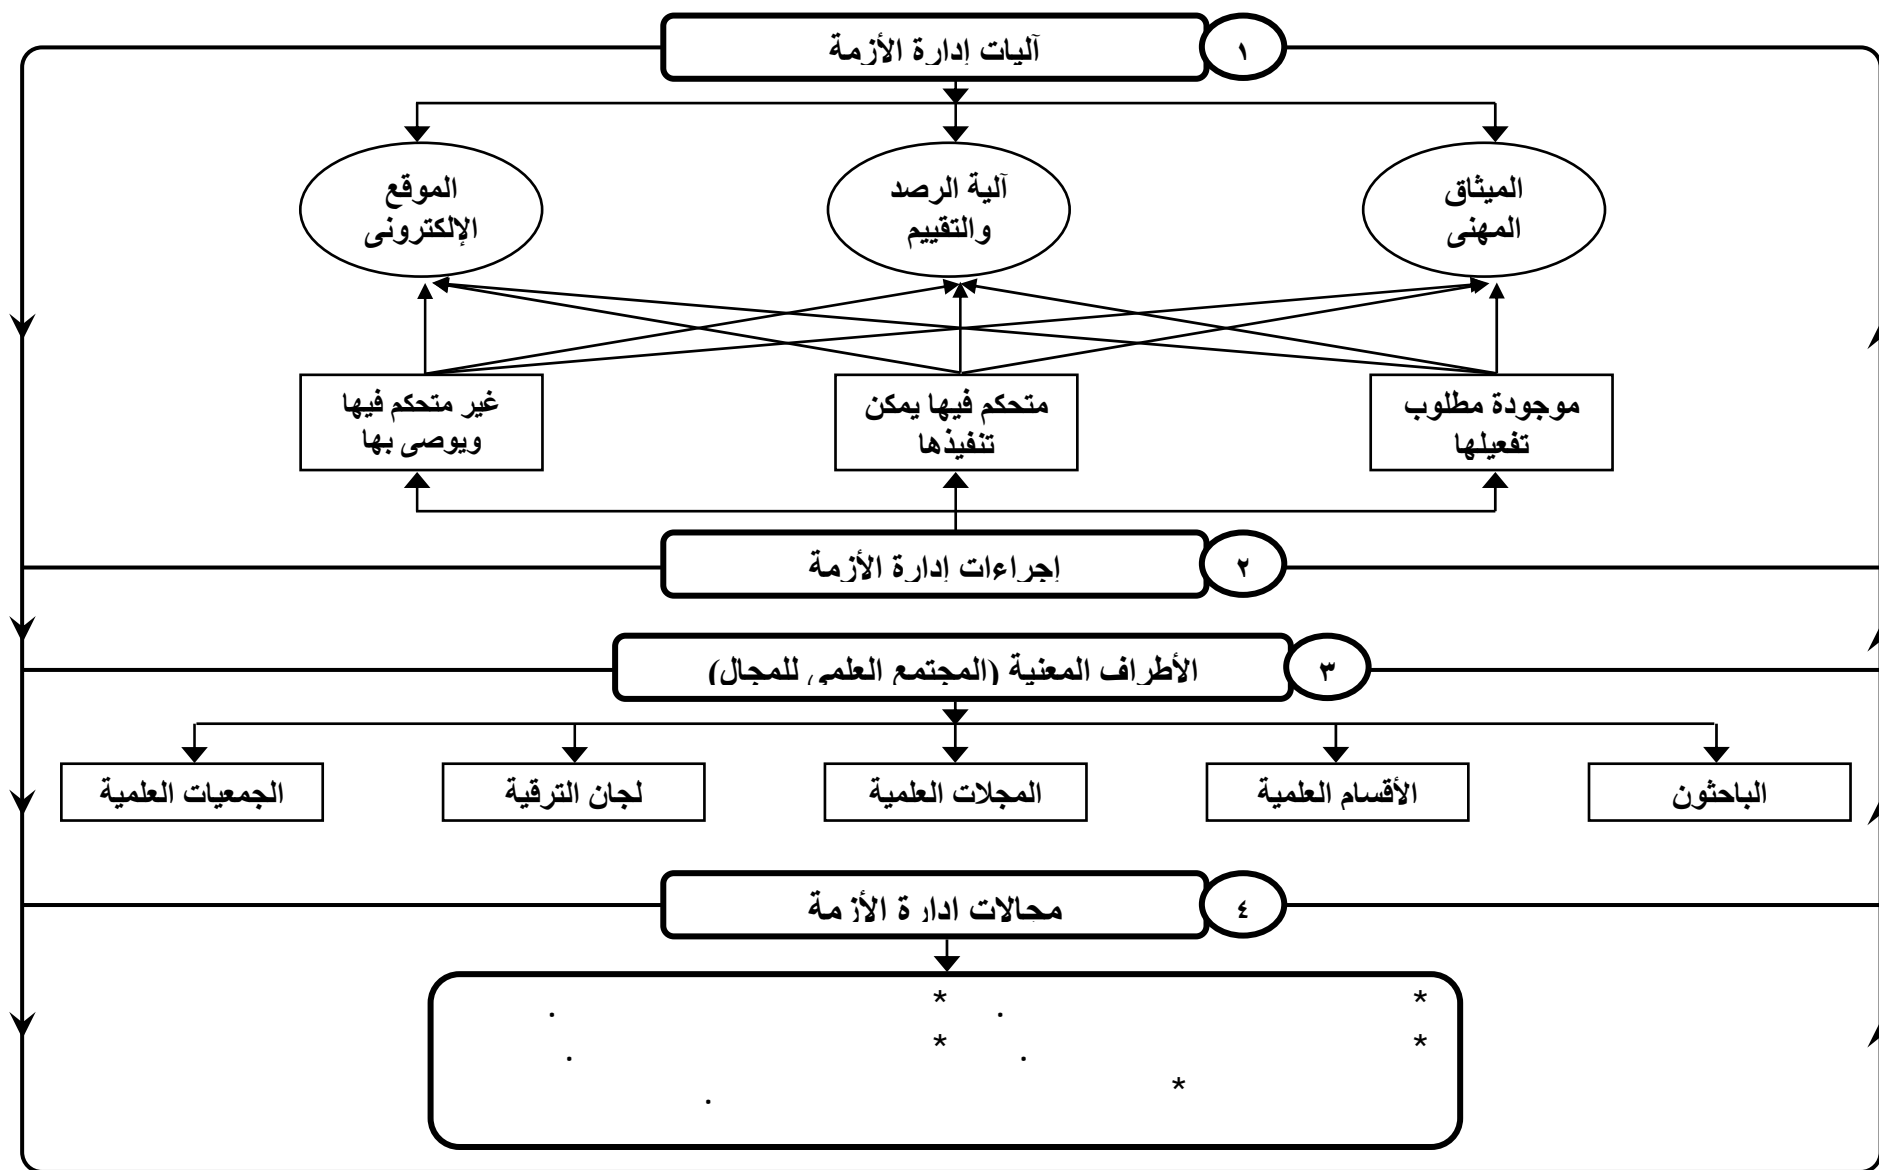 ١
آليات إدارة الأزمة
الميثاق
المهنى
آلية الرصد
والتقييم
الموقع
الإلكترونى
موجودة مطلوب
تفعيلها
متحكم فيها يمكن
تنفيذها
غير متحكم فيها
ويوصى بها
٢
إجراءات إدارة الأزمة
٣
الأطراف المعنية (المجتمع العلمى للمجال)
الباحثون
الأقسام العلمية
المجلات العلمية
لجان الترقية
الجمعيات العلمية
٤
مجالات ادارة الأزمة
* . * .
* . * .
* .